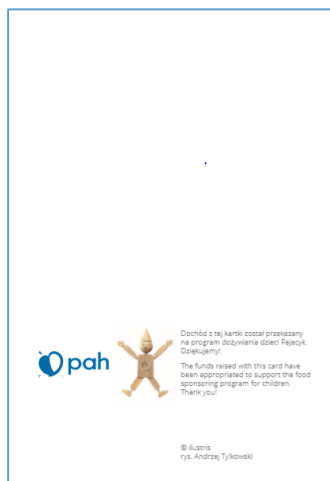 Dochód z tej kartki został przekazany
na program dożywiania dzieci Pajacyk.
Dziękujemy!
The funds raised with this card have
been appropriated to support the food
sponsoring program for children.
Thank you!
pah
© ilustris
rys. Andrzej Tylkowski